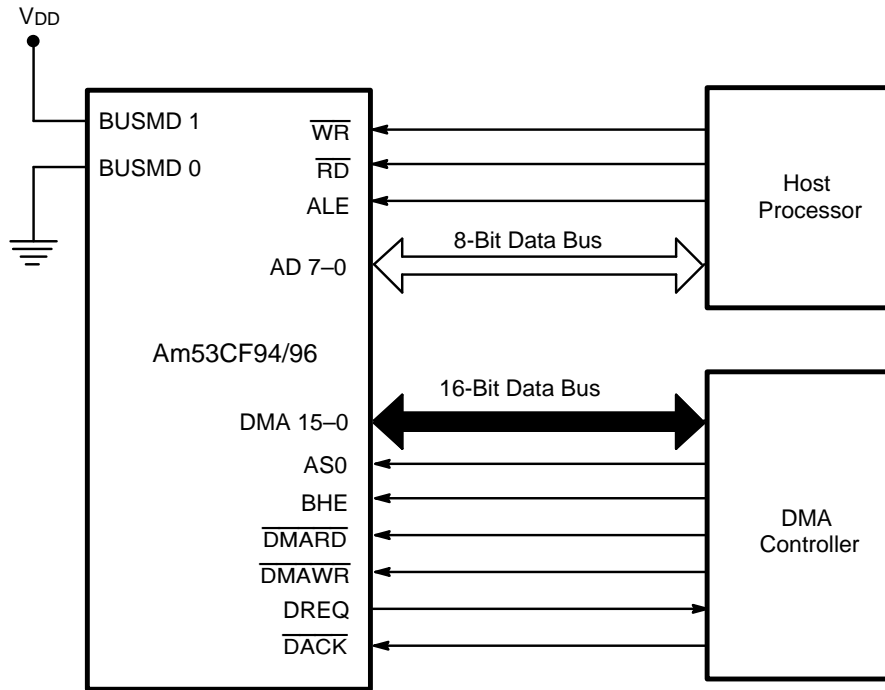 VDD
BUSMD 1
BUSMD 0
WR
RD
ALE
AD 7–0
8-Bit Data Bus
Host
Processor
Am53CF94/96
DMA 15–0
16-Bit Data Bus
AS0
BHE
DMARD
DMAWR
DREQ
DACK
DMA
Controller